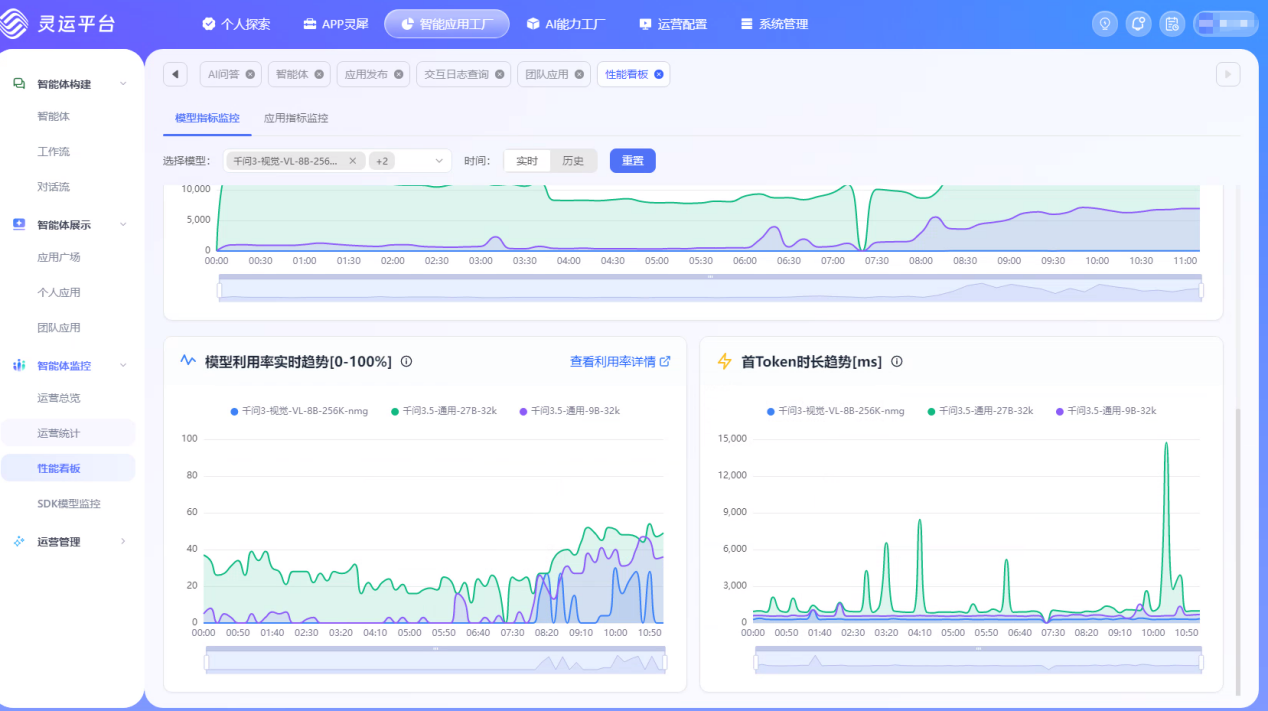 灵运平台 个人探索 APP灵犀 智能应用工厂 AI能力工厂 运营配置 系统管理
AI问答 智能体 应用发布 交互日志查询 团队应用 性能看板
智能体构建
智能体
工作流
对话流
智能体展示
应用广场
个人应用
团队应用
智能体监控
运营总览
运营统计
性能看板
SDK模型监控
运营管理
模型指标监控 应用指标监控
选择模型： 千问3-视觉-VL-8B-256... +2 时间： 实时 历史 重置
10,000
5,000
0
00:00 00:30 01:00 01:30 02:00 02:30 03:00 03:30 04:00 04:30 05:00 05:30 06:00 06:30 07:00 07:30 08:00 08:30 09:00 09:30 10:00 10:30 11:00
模型利用率实时趋势[0-100%] 查看利用率详情
千问3-视觉-VL-8B-256K-nmg 千问3.5-通用-27B-32k 千问3.5-通用-9B-32k
100
80
60
40
20
0
00:00 00:50 01:40 02:30 03:20 04:10 05:00 05:50 06:40 07:30 08:20 09:10 10:00 10:50
首Token时长趋势[ms]
千问3-视觉-VL-8B-256K-nmg 千问3.5-通用-27B-32k 千问3.5-通用-9B-32k
15,000
12,000
9,000
6,000
3,000
0
00:00 00:50 01:40 02:30 03:20 04:10 05:00 05:50 06:40 07:30 08:20 09:10 10:00 10:50